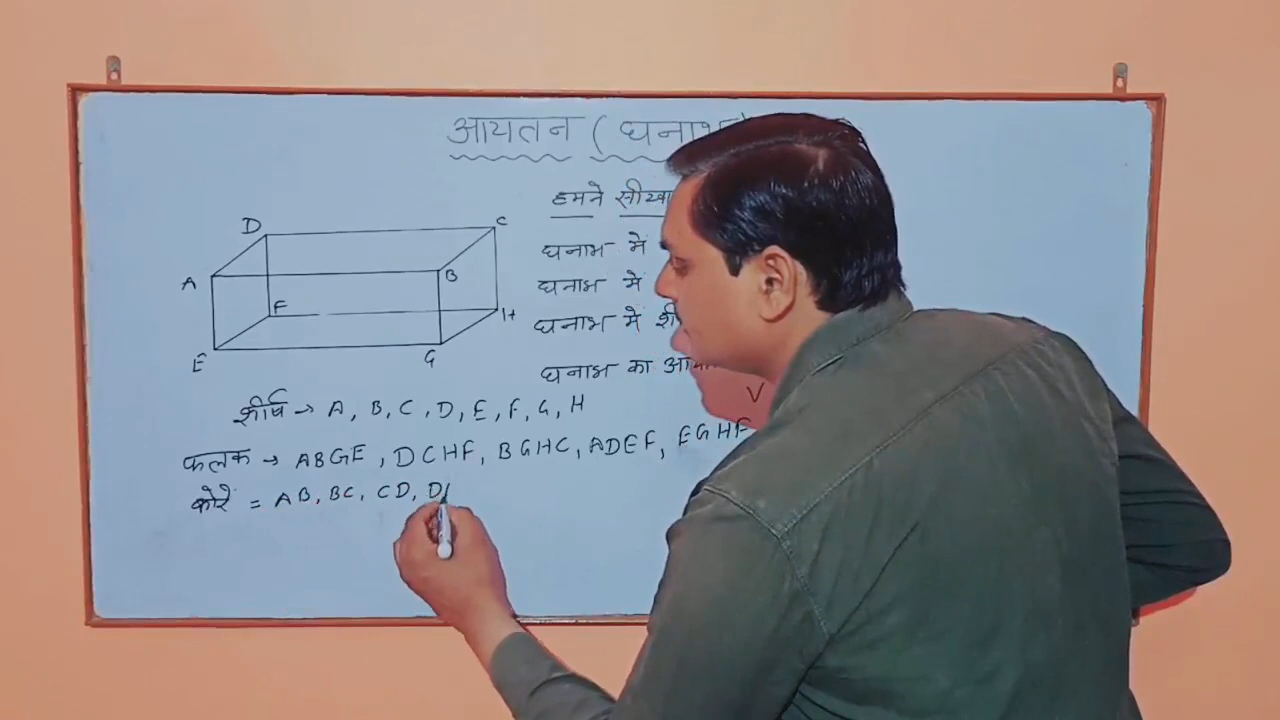 आयतन (घनाभ)
हमने सीखा
घनाभ में
घनाभ में
घनाभ में
घनाभ का
V
D
C
A
B
F
H
E
G
शीर्ष → A, B, C, D, E, F, G, H
फलक → ABGE, DCHF, BGHC, ADEF, EGHF
कोरें = AB, BC, CD, D